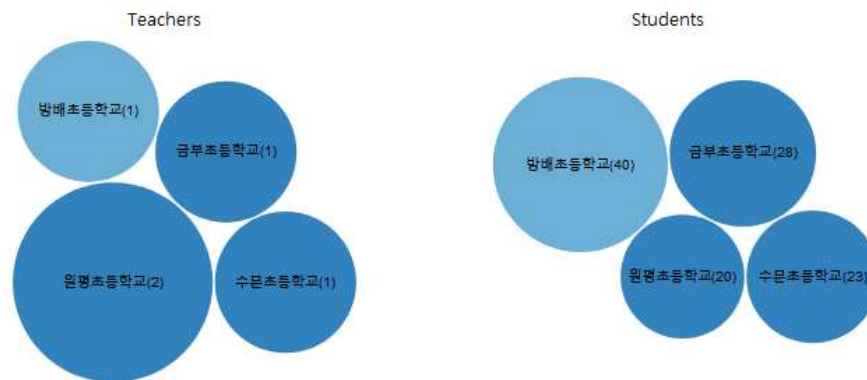 Teachers
Students
방배초등학교(1)
금부초등학교(1)
원평초등학교(2)
수문초등학교(1)
방배초등학교(40)
금부초등학교(28)
원평초등학교(20)
수문초등학교(23)